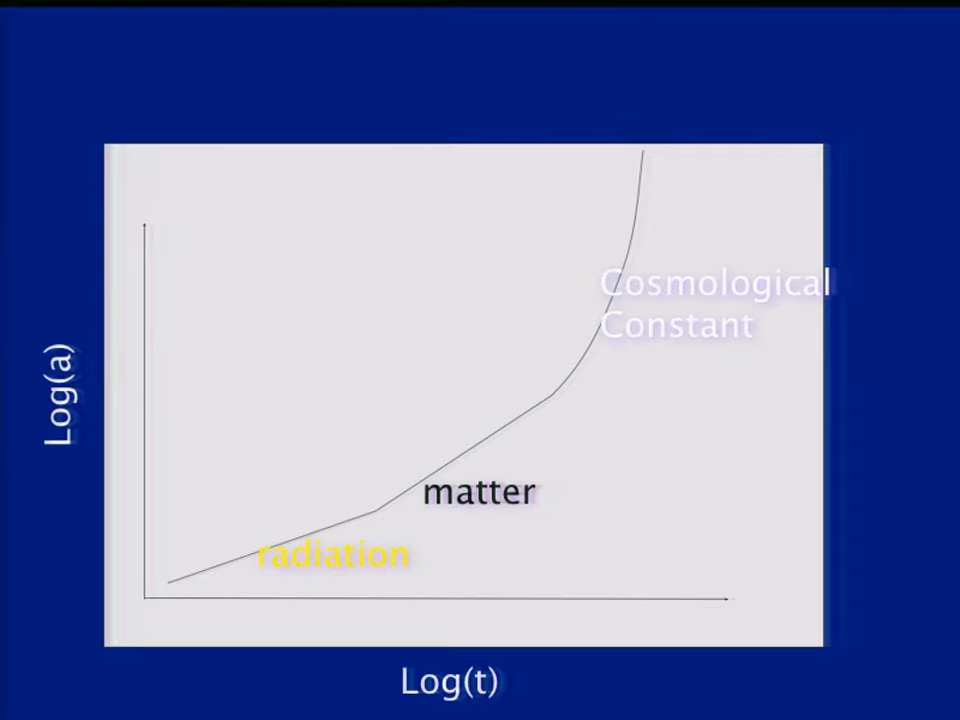 Cosmological
Constant
Log(a)
matter
radiation
Log(t)